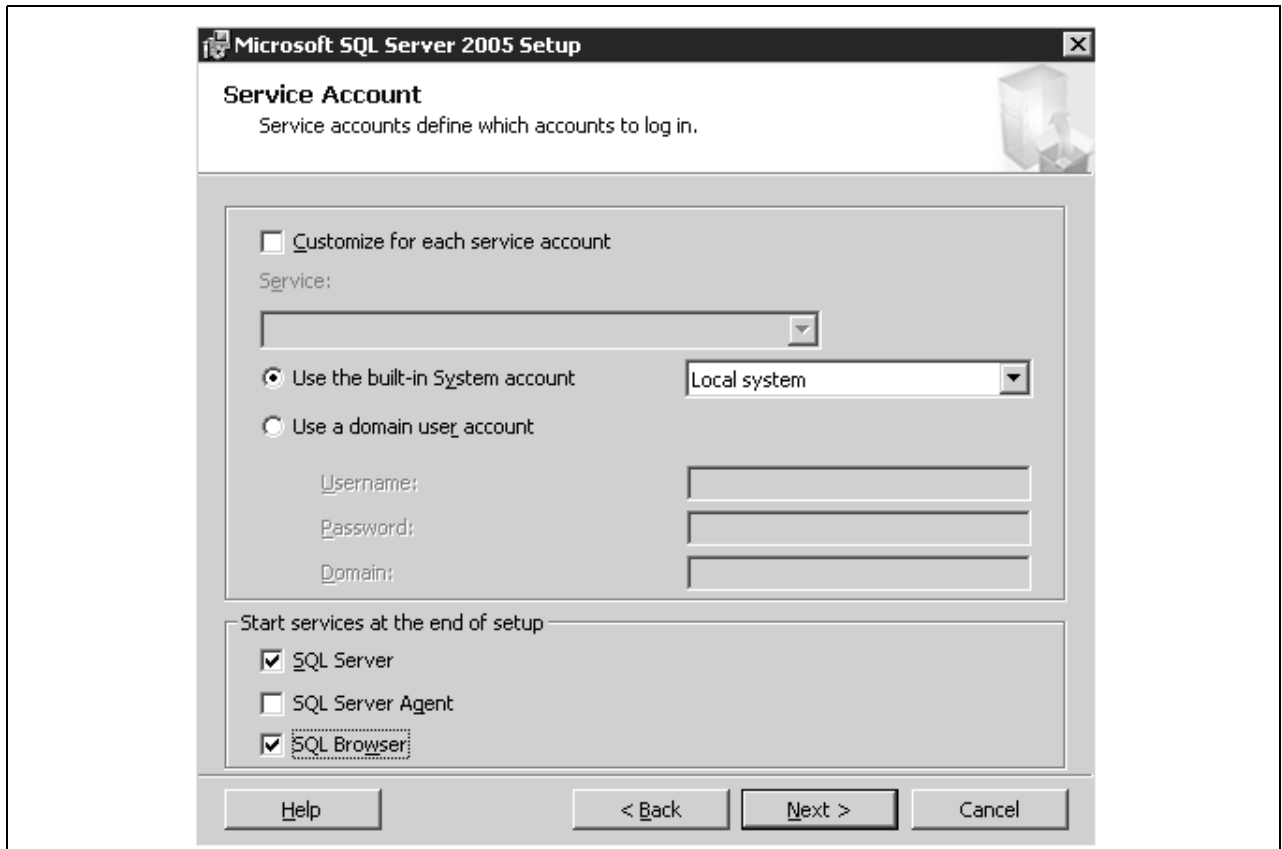 Microsoft SQL Server 2005 Setup
Service Account
Service accounts define which accounts to log in.
Customize for each service account
Service:
Use the built-in System account
Local system
Use a domain user account
Username:
Password:
Domain:
Start services at the end of setup
SQL Server
SQL Server Agent
SQL Browser
Help
< Back
Next >
Cancel